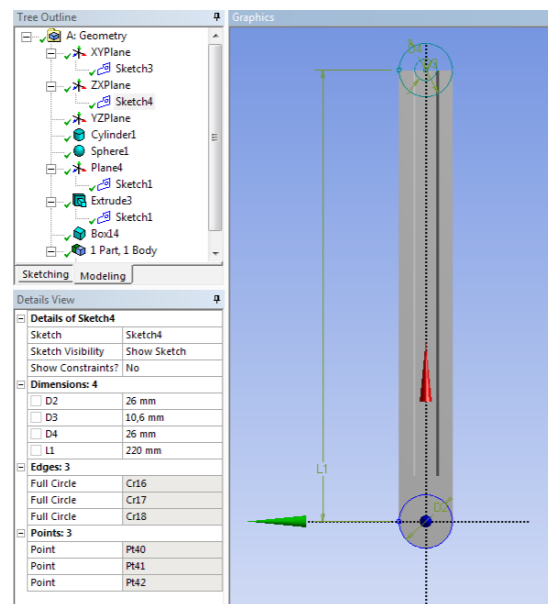 Tree Outline
A: Geometry
XYPlane
Sketch3
ZXPlane
Sketch4
YZPlane
Cylinder1
Sphere1
Plane4
Sketch1
Extrude3
Sketch1
Box14
1 Part, 1 Body
Sketching Modeling
Details View
Details of Sketch4
Sketch Sketch4
Sketch Visibility Show Sketch
Show Constraints? No
Dimensions: 4
D2 26 mm
D3 10,6 mm
D4 26 mm
L1 220 mm
Edges: 3
Full Circle Cr16
Full Circle Cr17
Full Circle Cr18
Points: 3
Point Pt40
Point Pt41
Point Pt42
Graphics
D4
L1
D2